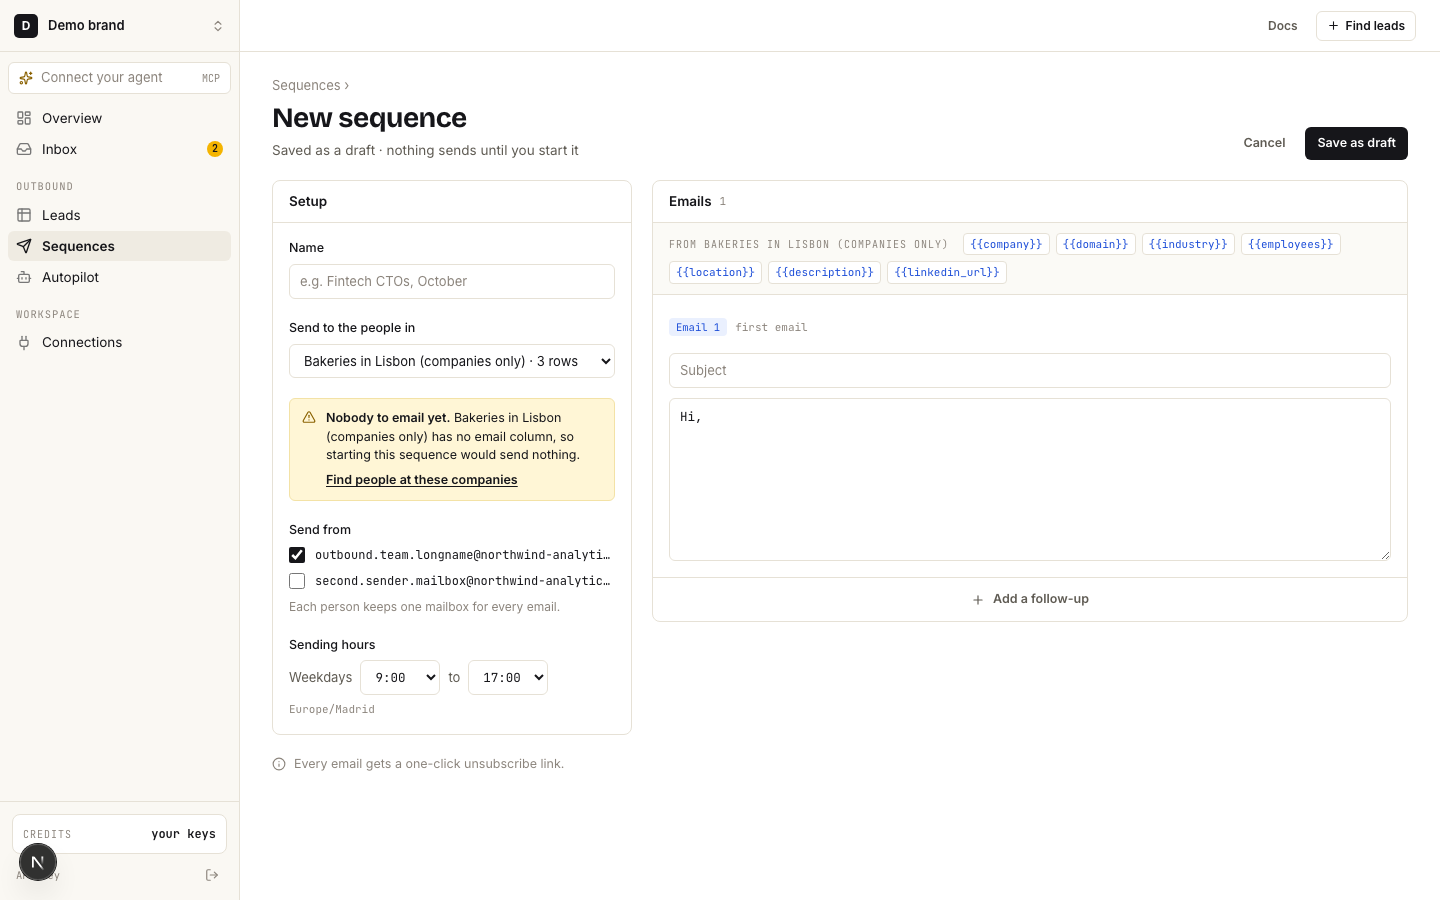 D Demo brand
Docs
+ Find leads
Connect your agent MCP
Overview
Inbox 2
OUTBOUND
Leads
Sequences
Autopilot
WORKSPACE
Connections
CREDITS your keys
N
Sequences ›
New sequence
Saved as a draft · nothing sends until you start it
Cancel
Save as draft
Setup
Name
e.g. Fintech CTOs, October
Send to the people in
Bakeries in Lisbon (companies only) · 3 rows
Nobody to email yet. Bakeries in Lisbon
(companies only) has no email column, so
starting this sequence would send nothing.
Find people at these companies
Send from
outbound.team.longname@northwind-analyti…
second.sender.mailbox@northwind-analytic…
Each person keeps one mailbox for every email.
Sending hours
Weekdays 9:00 to 17:00
Europe/Madrid
Every email gets a one-click unsubscribe link.
Emails 1
FROM BAKERIES IN LISBON (COMPANIES ONLY) {{company}} {{domain}} {{industry}} {{employees}}
{{location}} {{description}} {{linkedin_url}}
Email 1 first email
Subject
Hi,
+ Add a follow-up